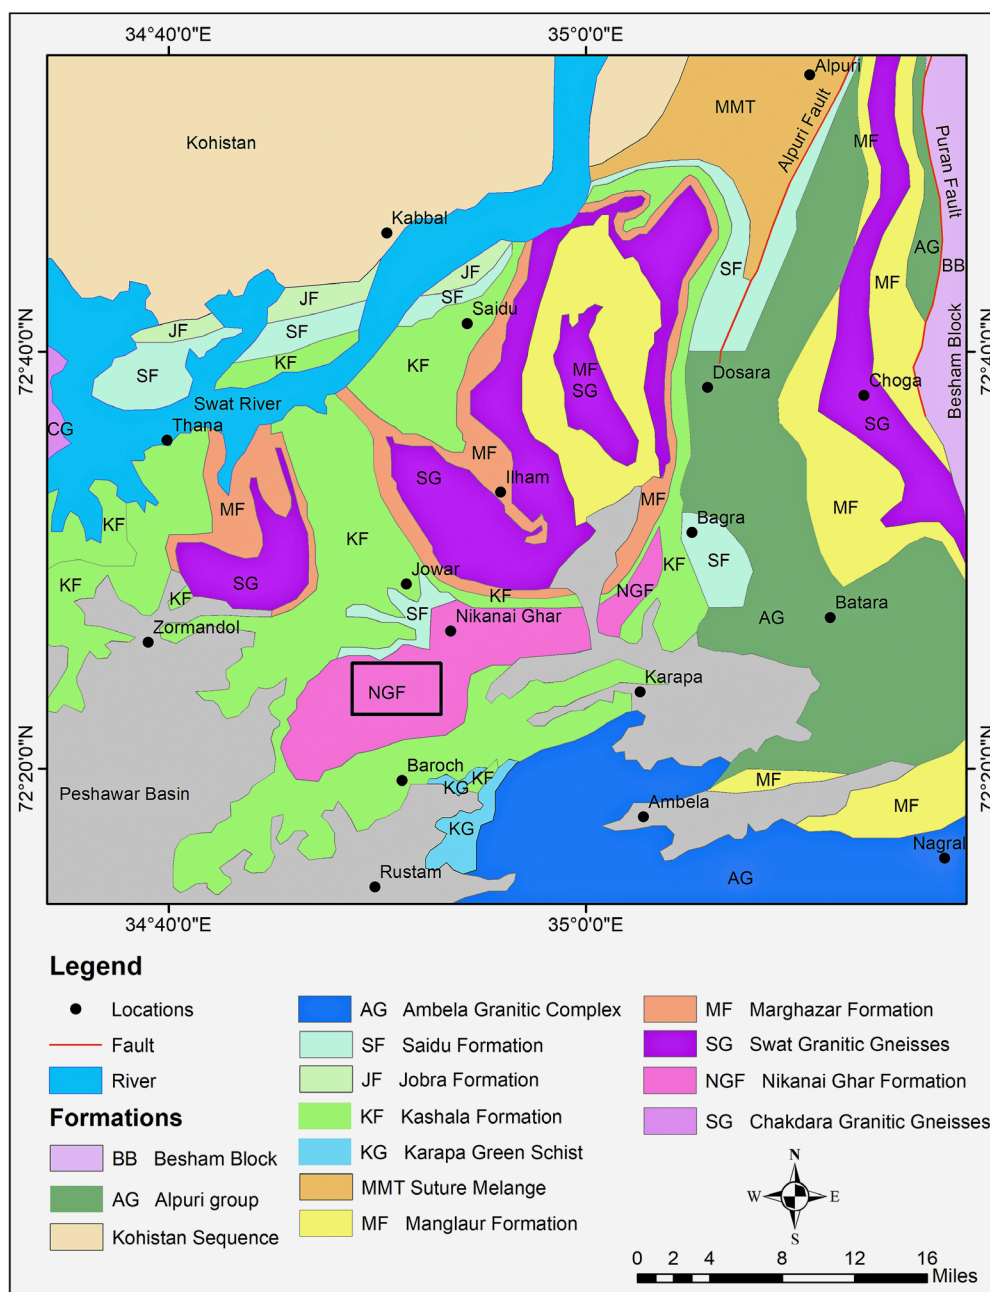 34°40'0"E
35°0'0"E
Alpuri
MMT
Alpuri Fault
MF
Puran Fault
Kohistan
Kabbal
AG
BB
SF
MF
JF
SF
JF
Saidu
JF
SF
KF
KF
SF
72°40'0"N
72°40'0"N
MF
SG
Dosara
Choga
SG
Besham Block
Swat River
CG
Thana
MF
SG
Ilham
MF
MF
KF
MF
KF
Bagra
SF
KF
SG
KF
Jowar
KF
NGF
KF
SF
Nikanai Ghar
AG
Batara
Zormandol
NGF
Karapa
72°20'0"N
72°20'0"N
Baroch
KF
KG
MF
Peshawar Basin
Ambela
MF
KG
Nagral
Rustam
AG
34°40'0"E
35°0'0"E
Legend
Locations
Fault
River
Formations
BB Besham Block
AG Alpuri group
Kohistan Sequence
AG Ambela Granitic Complex
SF Saidu Formation
JF Jobra Formation
KF Kashala Formation
KG Karapa Green Schist
MMT Suture Melange
MF Manglaur Formation
MF Marghazar Formation
SG Swat Granitic Gneisses
NGF Nikanai Ghar Formation
SG Chakdara Granitic Gneisses
N
W E
S
0 2 4 8 12 16
Miles